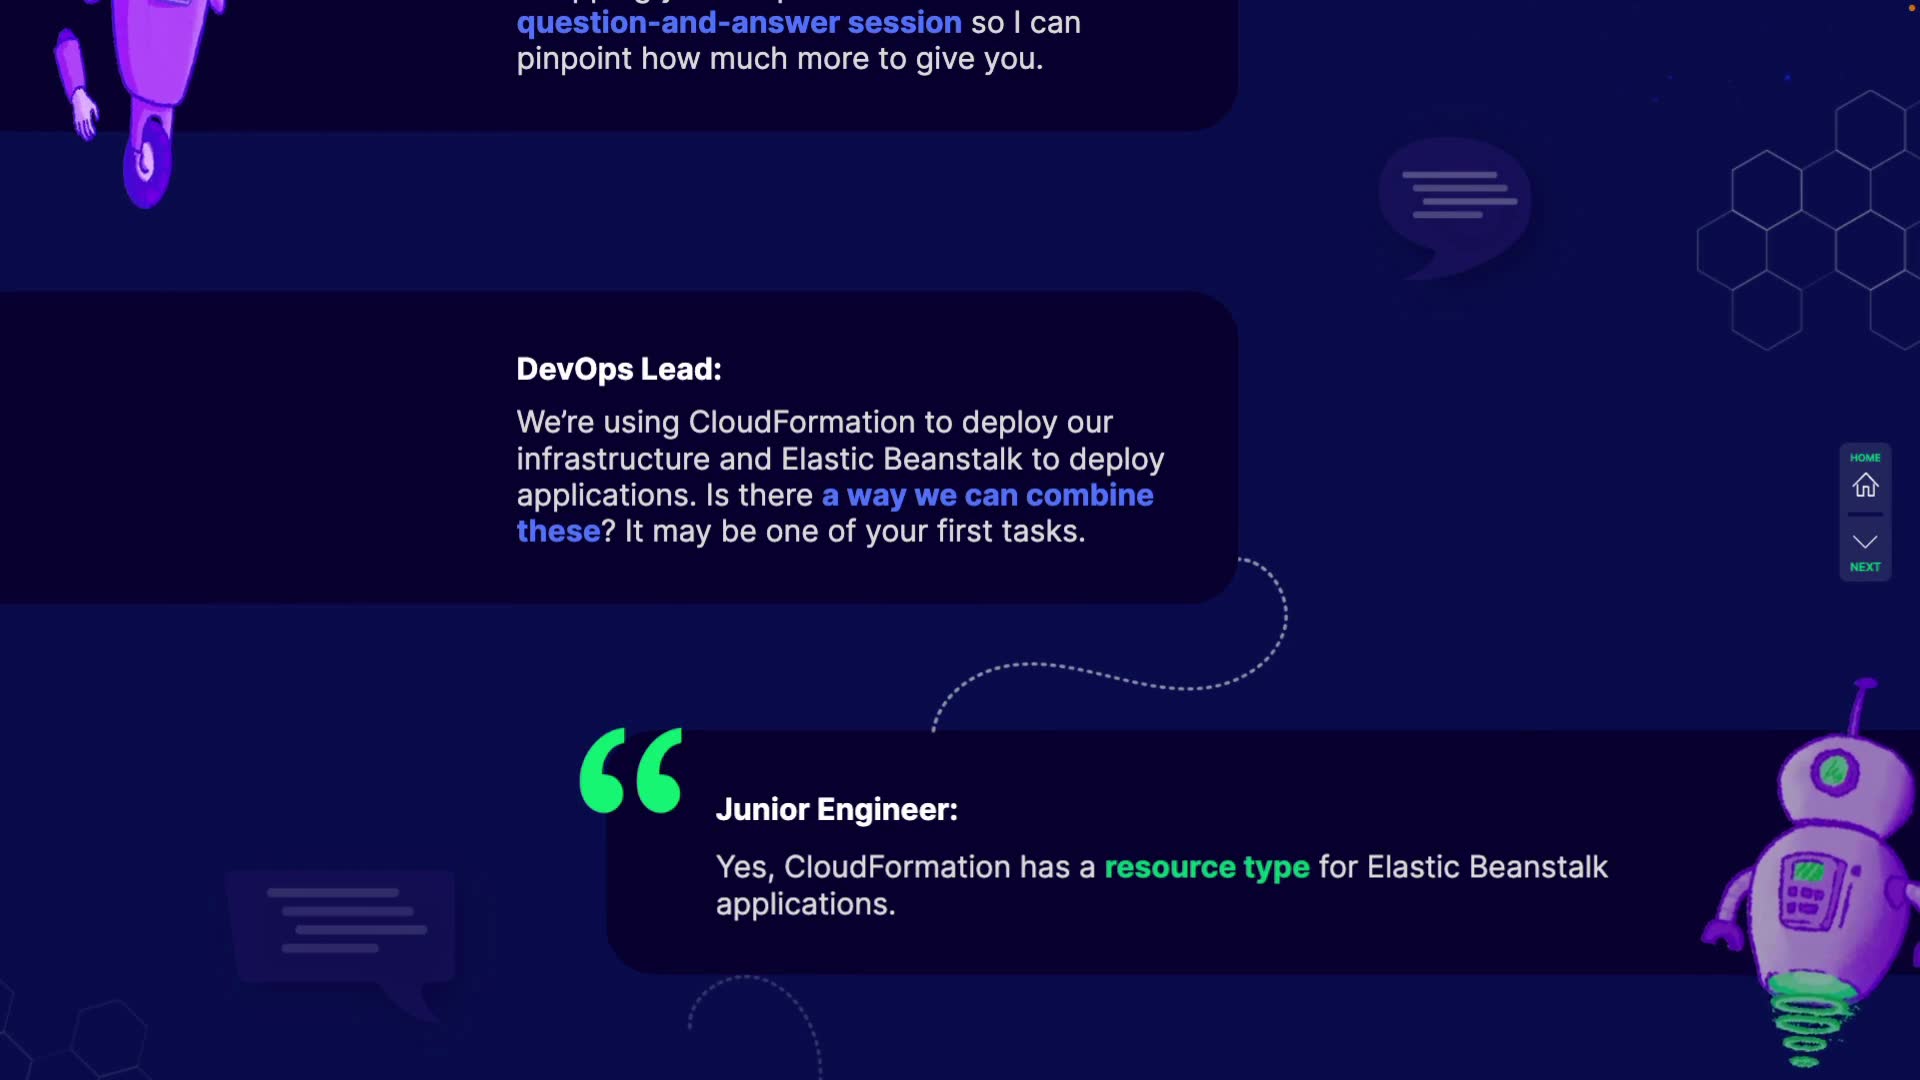 question-and-answer session so I can
pinpoint how much more to give you.
DevOps Lead:
We’re using CloudFormation to deploy our
infrastructure and Elastic Beanstalk to deploy
applications. Is there a way we can combine
these? It may be one of your first tasks.
HOME
NEXT
Junior Engineer:
Yes, CloudFormation has a resource type for Elastic Beanstalk
applications.